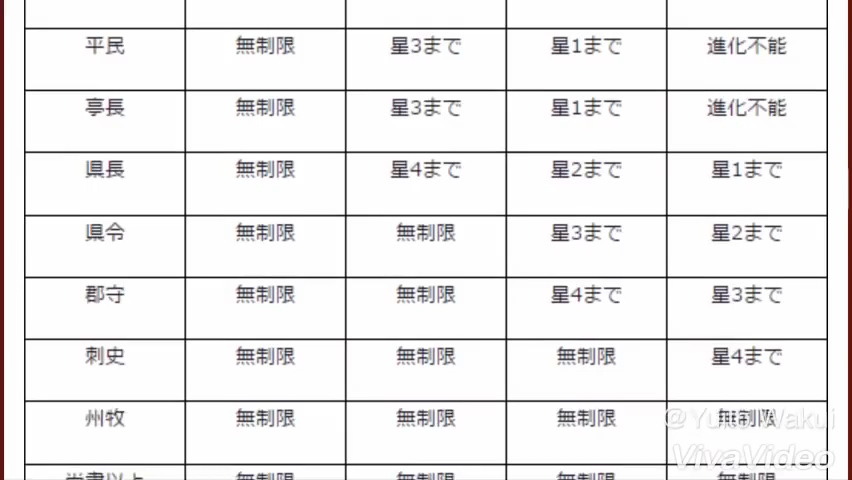 平民 無制限 星3まで 星1まで 進化不能
亭長 無制限 星3まで 星1まで 進化不能
県長 無制限 星4まで 星2まで 星1まで
県令 無制限 無制限 星3まで 星2まで
郡守 無制限 無制限 星4まで 星3まで
刺史 無制限 無制限 無制限 星4まで
州牧 無制限 無制限 無制限 無制限
尚書以上 無制限 無制限 無制限 無制限
VivaVideo